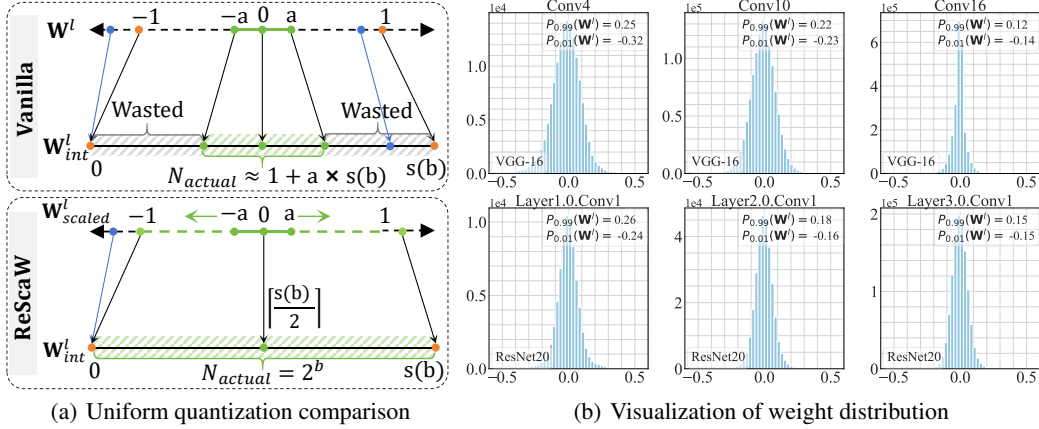 Vanilla
W^l
−1
−a 0 a
1
Wasted
Wasted
W^l_int
0
s(b)
N_actual ≈ 1 + a × s(b)
ReScaW
W^l_scaled
−1
−a 0 a
1
⌈s(b)/2⌉
W^l_int
0
s(b)
N_actual = 2^b
(a) Uniform quantization comparison
1e4
Conv4
P_0.99(W^l) = 0.25
P_0.01(W^l) = -0.32
1.0
0.5
0.0
VGG-16
−0.5 0.0 0.5
1e5
Conv10
P_0.99(W^l) = 0.22
P_0.01(W^l) = -0.23
1.0
0.5
0.0
VGG-16
−0.5 0.0 0.5
1e5
Conv16
P_0.99(W^l) = 0.12
P_0.01(W^l) = -0.14
6
4
2
0
VGG-16
−0.5 0.0 0.5
1e4
Layer1.0.Conv1
P_0.99(W^l) = 0.26
P_0.01(W^l) = -0.24
1.0
0.5
0.0
ResNet20
−0.5 0.0 0.5
Layer2.0.Conv1
P_0.99(W^l) = 0.18
P_0.01(W^l) = -0.16
4
2
0
ResNet20
−0.5 0.0 0.5
1e5
Layer3.0.Conv1
P_0.99(W^l) = 0.15
P_0.01(W^l) = -0.15
2
1
0
ResNet20
−0.5 0.0 0.5
(b) Visualization of weight distribution